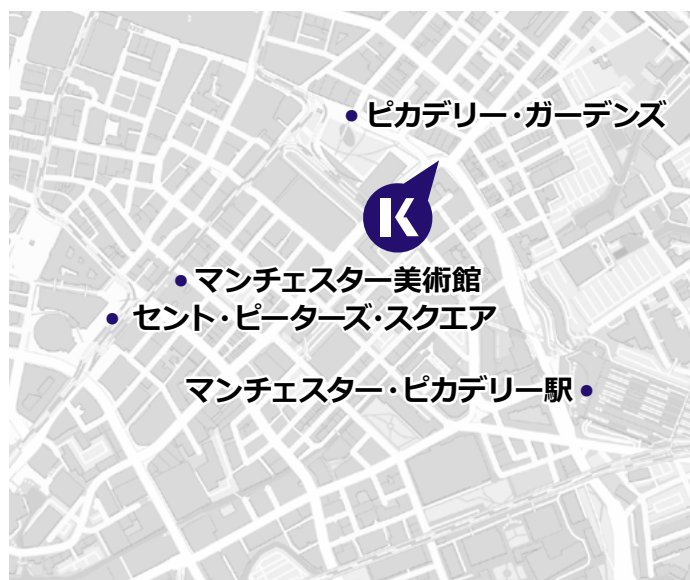 ピカデリー・ガーデンズ
K
マンチェスター美術館
セント・ピーターズ・スクエア
マンチェスター・ピカデリー駅